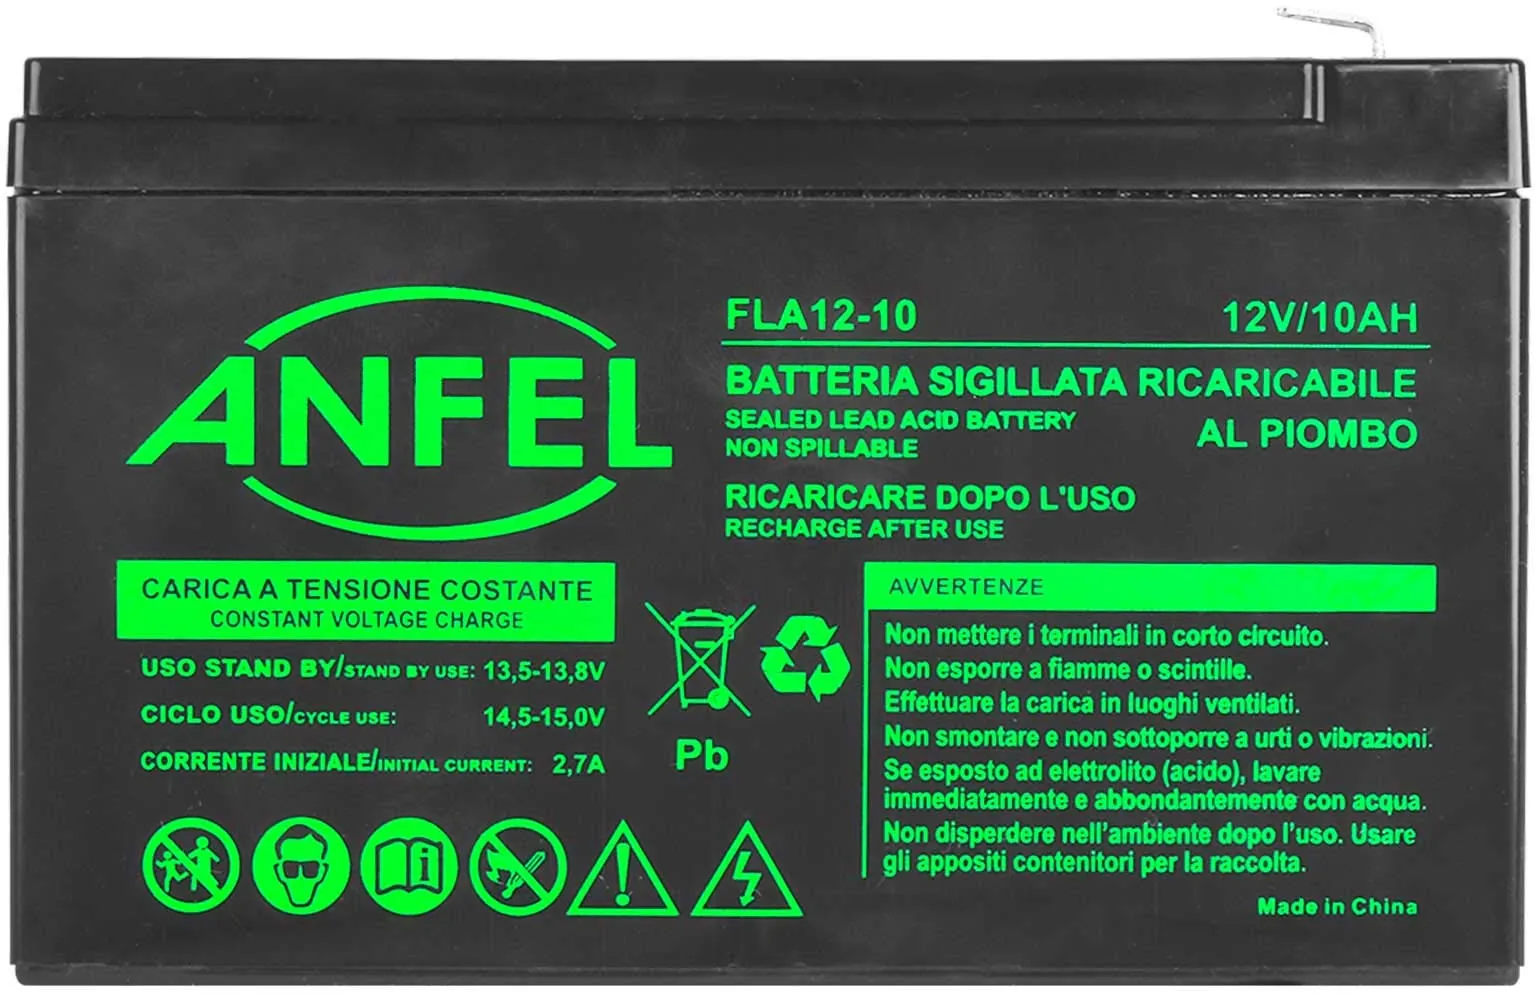 ANFEL
FLA12-10 12V/10AH
BATTERIA SIGILLATA RICARICABILE
AL PIOMBO
SEALED LEAD ACID BATTERY
NON SPILLABLE
RICARICARE DOPO L'USO
RECHARGE AFTER USE
CARICA A TENSIONE COSTANTE
CONSTANT VOLTAGE CHARGE
USO STAND BY/STAND BY USE: 13,5-13,8V
CICLO USO/CYCLE USE: 14,5-15,0V
CORRENTE INIZIALE/INITIAL CURRENT: 2,7A
Pb
AVVERTENZE
Non mettere i terminali in corto circuito.
Non esporre a fiamme o scintille.
Effettuare la carica in luoghi ventilati.
Non smontare e non sottoporre a urti o vibrazioni.
Se esposto ad elettrolito (acido), lavare
immediatamente e abbondantemente con acqua.
Non disperdere nell'ambiente dopo l'uso. Usare
gli appositi contenitori per la raccolta.
Made in China